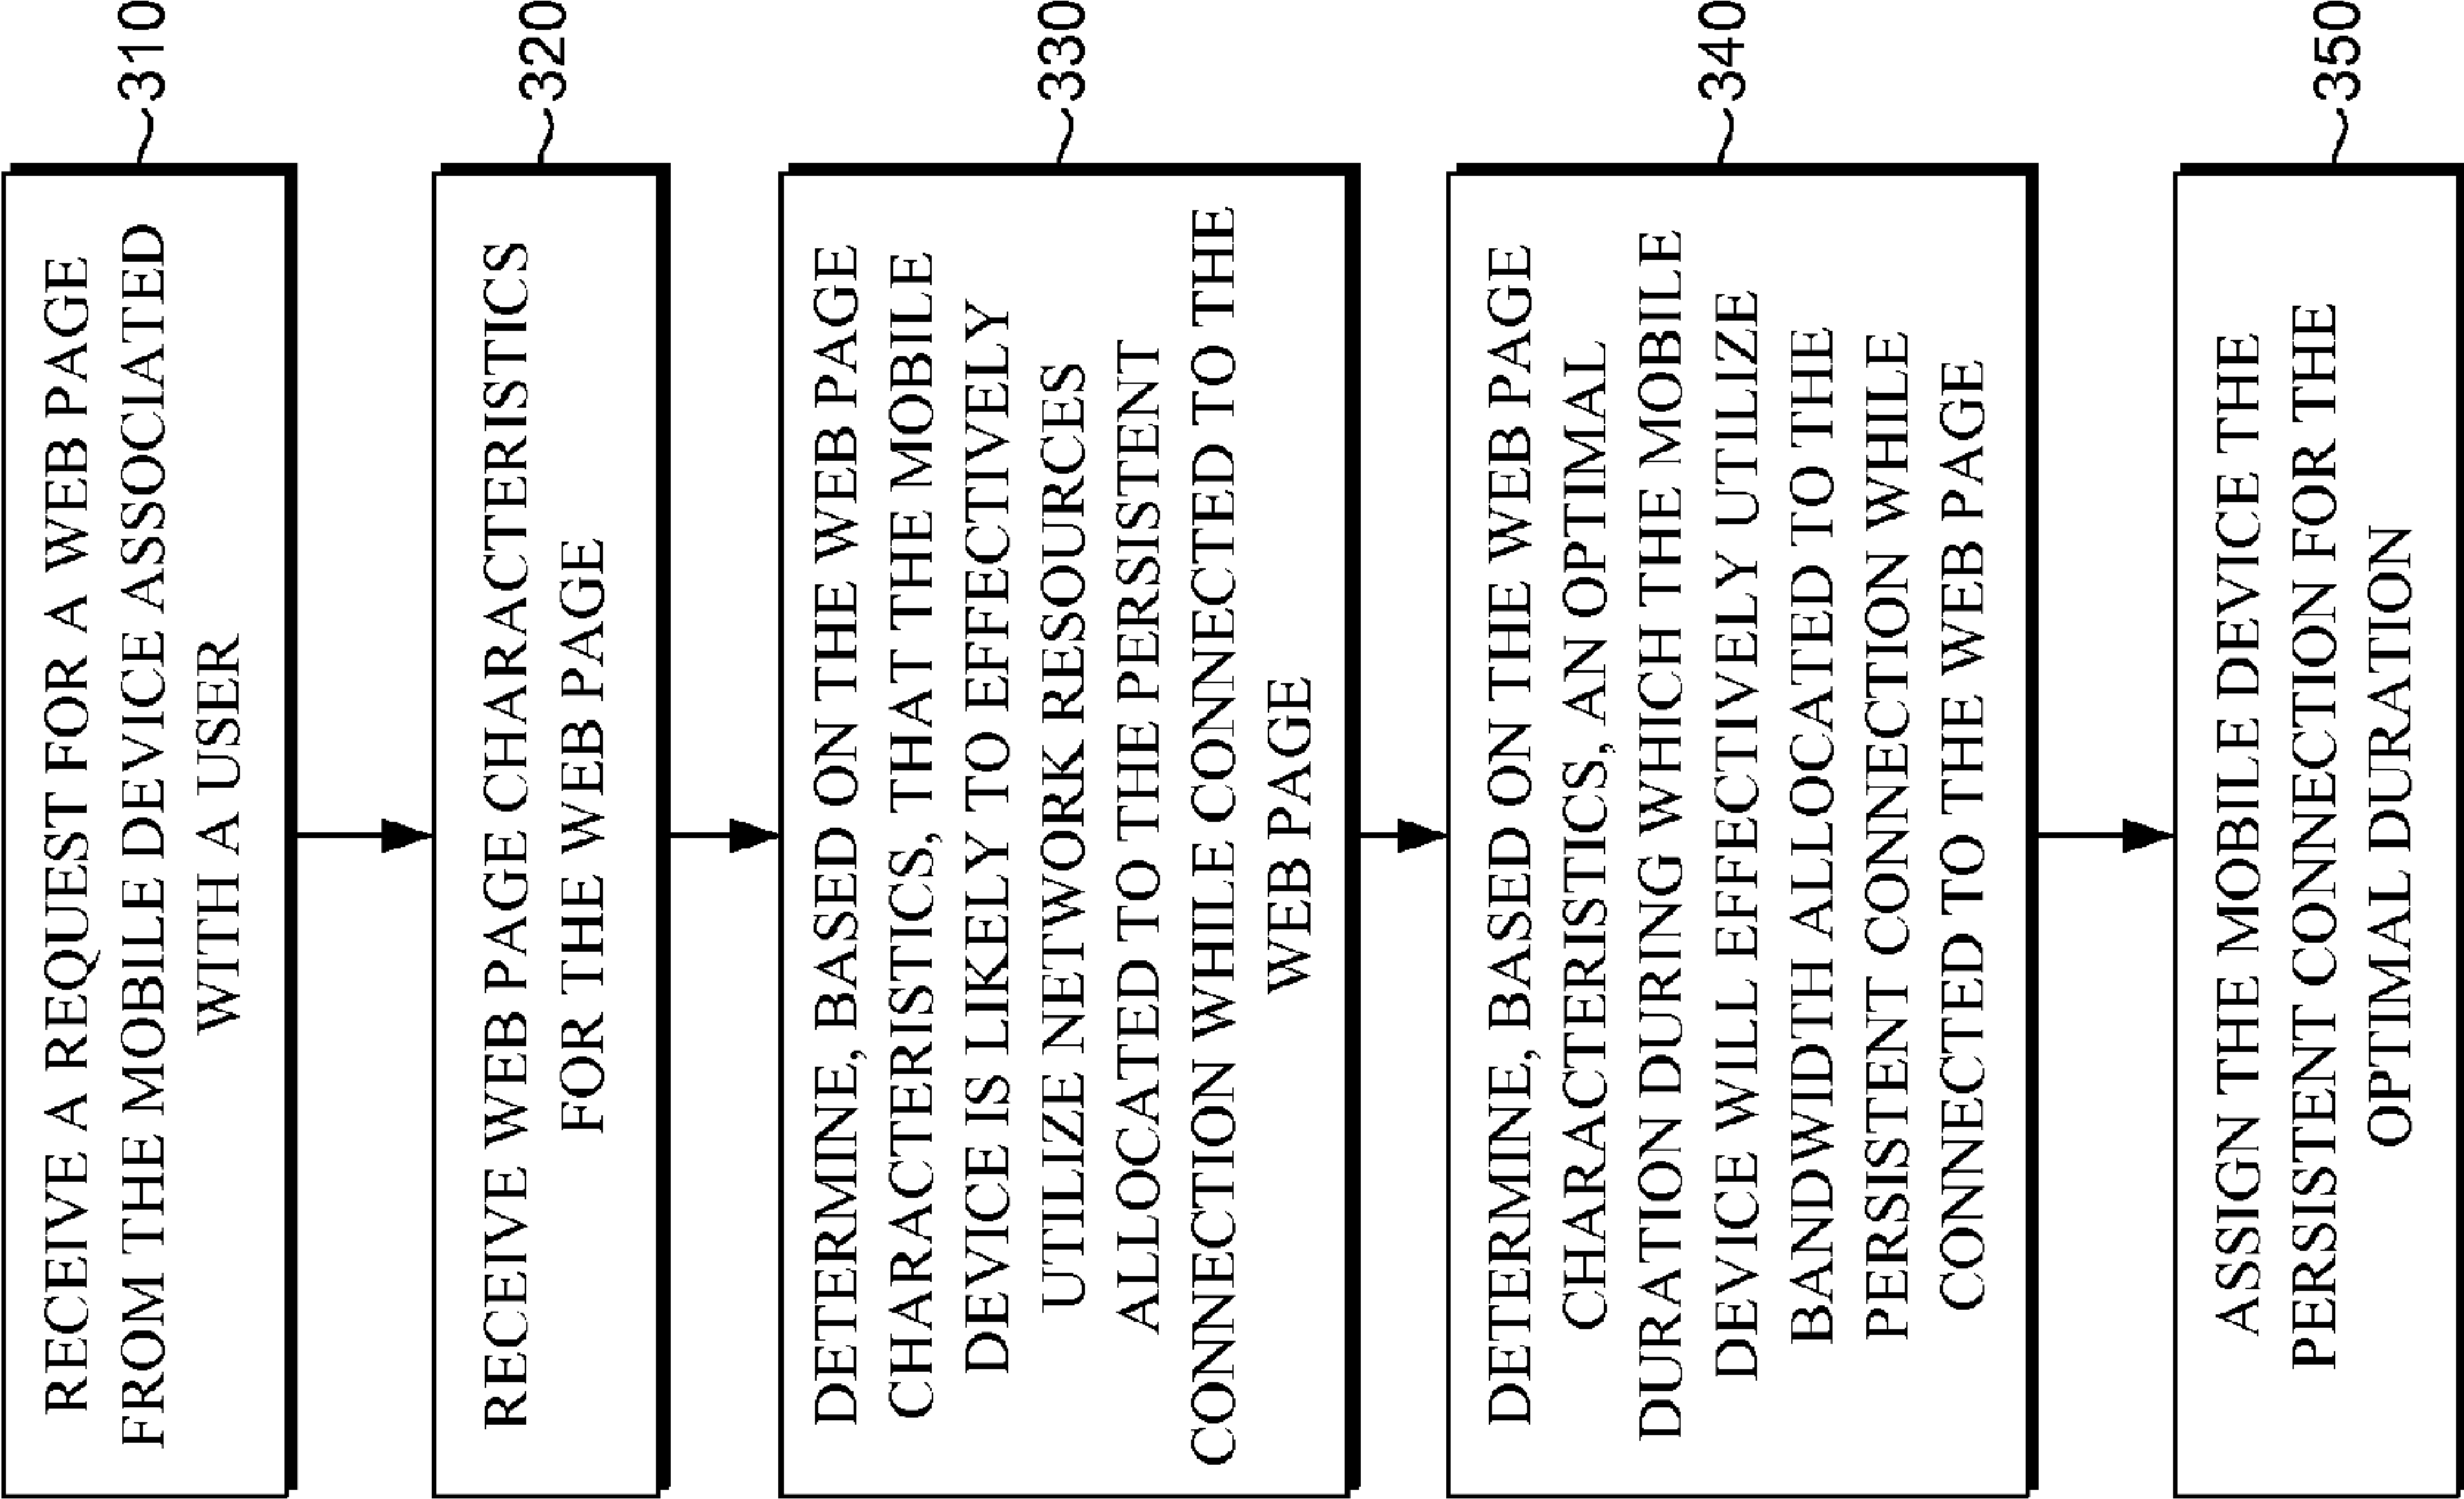 RECEIVE A REQUEST FOR A WEB PAGE
FROM THE MOBILE DEVICE ASSOCIATED
WITH A USER
310
RECEIVE WEB PAGE CHARACTERISTICS
FOR THE WEB PAGE
320
DETERMINE, BASED ON THE WEB PAGE
CHARACTERISTICS, THAT THE MOBILE
DEVICE IS LIKELY TO EFFECTIVELY
UTILIZE NETWORK RESOURCES
ALLOCATED TO THE PERSISTENT
CONNECTION WHILE CONNECTED TO THE
WEB PAGE
330
DETERMINE, BASED ON THE WEB PAGE
CHARACTERISTICS, AN OPTIMAL
DURATION DURING WHICH THE MOBILE
DEVICE WILL EFFECTIVELY UTILIZE
BANDWIDTH ALLOCATED TO THE
PERSISTENT CONNECTION WHILE
CONNECTED TO THE WEB PAGE
340
ASSIGN THE MOBILE DEVICE THE
PERSISTENT CONNECTION FOR THE
OPTIMAL DURATION
350